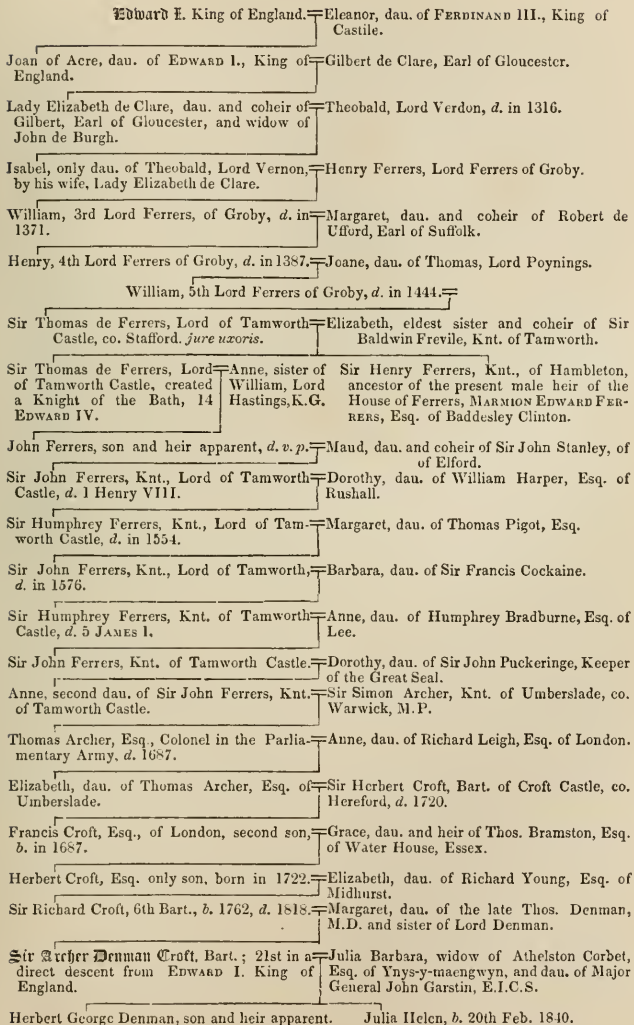 Edward I. King of England.=Eleanor, dau. of FERDINAND III., King of
Castile.
Joan of Acre, dau. of EDWARD I., King of=Gilbert de Clare, Earl of Gloucester.
England.
Lady Elizabeth de Clare, dau. and coheir of=Theobald, Lord Verdon, d. in 1316.
Gilbert, Earl of Gloucester, and widow of
John de Burgh.
Isabel, only dau. of Theobald, Lord Vernon,=Henry Ferrers, Lord Ferrers of Groby.
by his wife, Lady Elizabeth de Clare.
William, 3rd Lord Ferrers, of Groby, d. in=Margaret, dau. and coheir of Robert de
1371.
Ufford, Earl of Suffolk.
Henry, 4th Lord Ferrers of Groby, d. in 1387.=Joane, dau. of Thomas, Lord Poynings.
William, 5th Lord Ferrers of Groby, d. in 1444.=
Sir Thomas de Ferrers, Lord of Tamworth=Elizabeth, eldest sister and coheir of Sir
Castle, co. Stafford. jure uxoris.
Baldwin Frevile, Knt. of Tamworth.
Sir Thomas de Ferrers, Lord=Anne, sister of
of Tamworth Castle, created William, Lord
a Knight of the Bath, 14 Hastings, K.G.
EDWARD IV.
Sir Henry Ferrers, Knt., of Hambleton,
ancestor of the present male heir of the
House of Ferrers, MARMION EDWARD FER-
RERS, Esq. of Baddesley Clinton.
John Ferrers, son and heir apparent, d. v. p.=Maud, dau. and coheir of Sir John Stanley, of
of Elford.
Sir John Ferrers, Knt., Lord of Tamworth=Dorothy, dau. of William Harper, Esq. of
Castle, d. 1 Henry VIII.
Rushall.
Sir Humphrey Ferrers, Knt., Lord of Tam-=Margaret, dau. of Thomas Pigot, Esq.
worth Castle, d. in 1554.
Sir John Ferrers, Knt., Lord of Tamworth,=Barbara, dau. of Sir Francis Cockaine.
d. in 1576.
Sir Humphrey Ferrers, Knt. of Tamworth=Anne, dau. of Humphrey Bradburne, Esq. of
Castle, d. 5 JAMES I.
Lee.
Sir John Ferrers, Knt. of Tamworth Castle.=Dorothy, dau. of Sir John Puckeringe, Keeper
of the Great Seal.
Anne, second dau. of Sir John Ferrers, Knt.=Sir Simon Archer, Knt. of Umberslade, co.
of Tamworth Castle.
Warwick, M.P.
Thomas Archer, Esq., Colonel in the Parlia-=Anne, dau. of Richard Leigh, Esq. of London.
mentary Army, d. 1687.
Elizabeth, dau. of Thomas Archer, Esq. of=Sir Herbert Croft, Bart. of Croft Castle, co.
Umberslade.
Hereford, d. 1720.
Francis Croft, Esq., of London, second son,=Grace, dau. and heir of Thos. Bramston, Esq.
b. in 1687.
of Water House, Essex.
Herbert Croft, Esq. only son, born in 1722.=Elizabeth, dau. of Richard Young, Esq. of
Midhurst.
Sir Richard Croft, 6th Bart., b. 1762, d. 1818.=Margaret, dau. of the late Thos. Denman,
M.D. and sister of Lord Denman.
Sir Archer Denman Croft, Bart.; 21st in a=Julia Barbara, widow of Athelston Corbet,
direct descent from EDWARD I. King of
England.
Esq. of Ynys-y-maengwyn, and dau. of Major
General John Garstin, E.I.C.S.
Herbert George Denman, son and heir apparent. Julia Helen, b. 20th Feb. 1840.